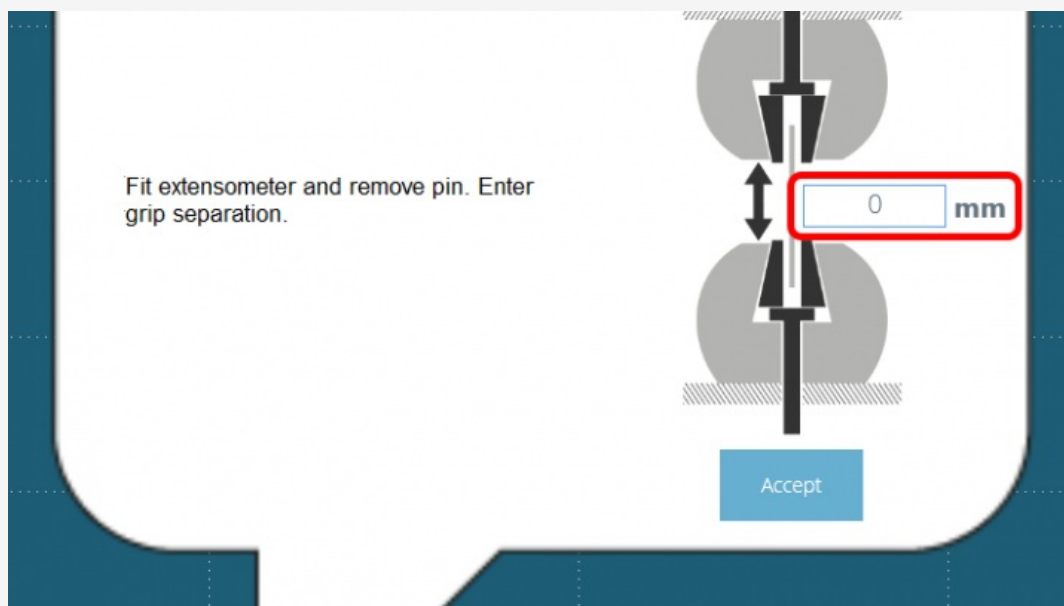 Fit extensometer and remove pin. Enter
grip separation.
0 mm
Accept